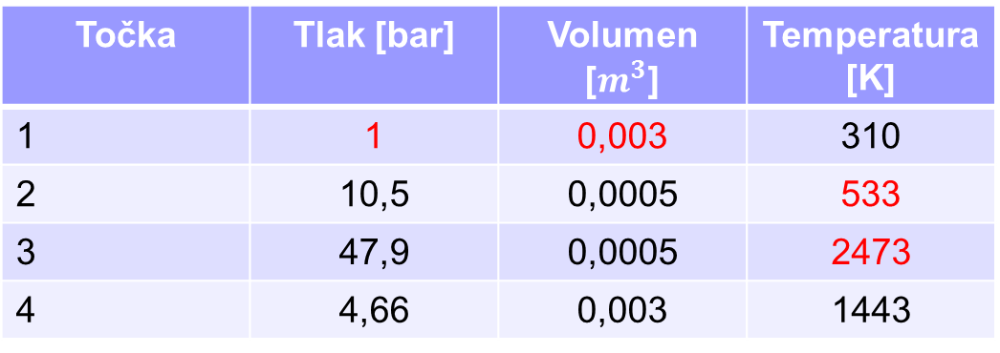 Točka Tlak [bar] Volumen [m³] Temperatura [K]
1 1 0,003 310
2 10,5 0,0005 533
3 47,9 0,0005 2473
4 4,66 0,003 1443